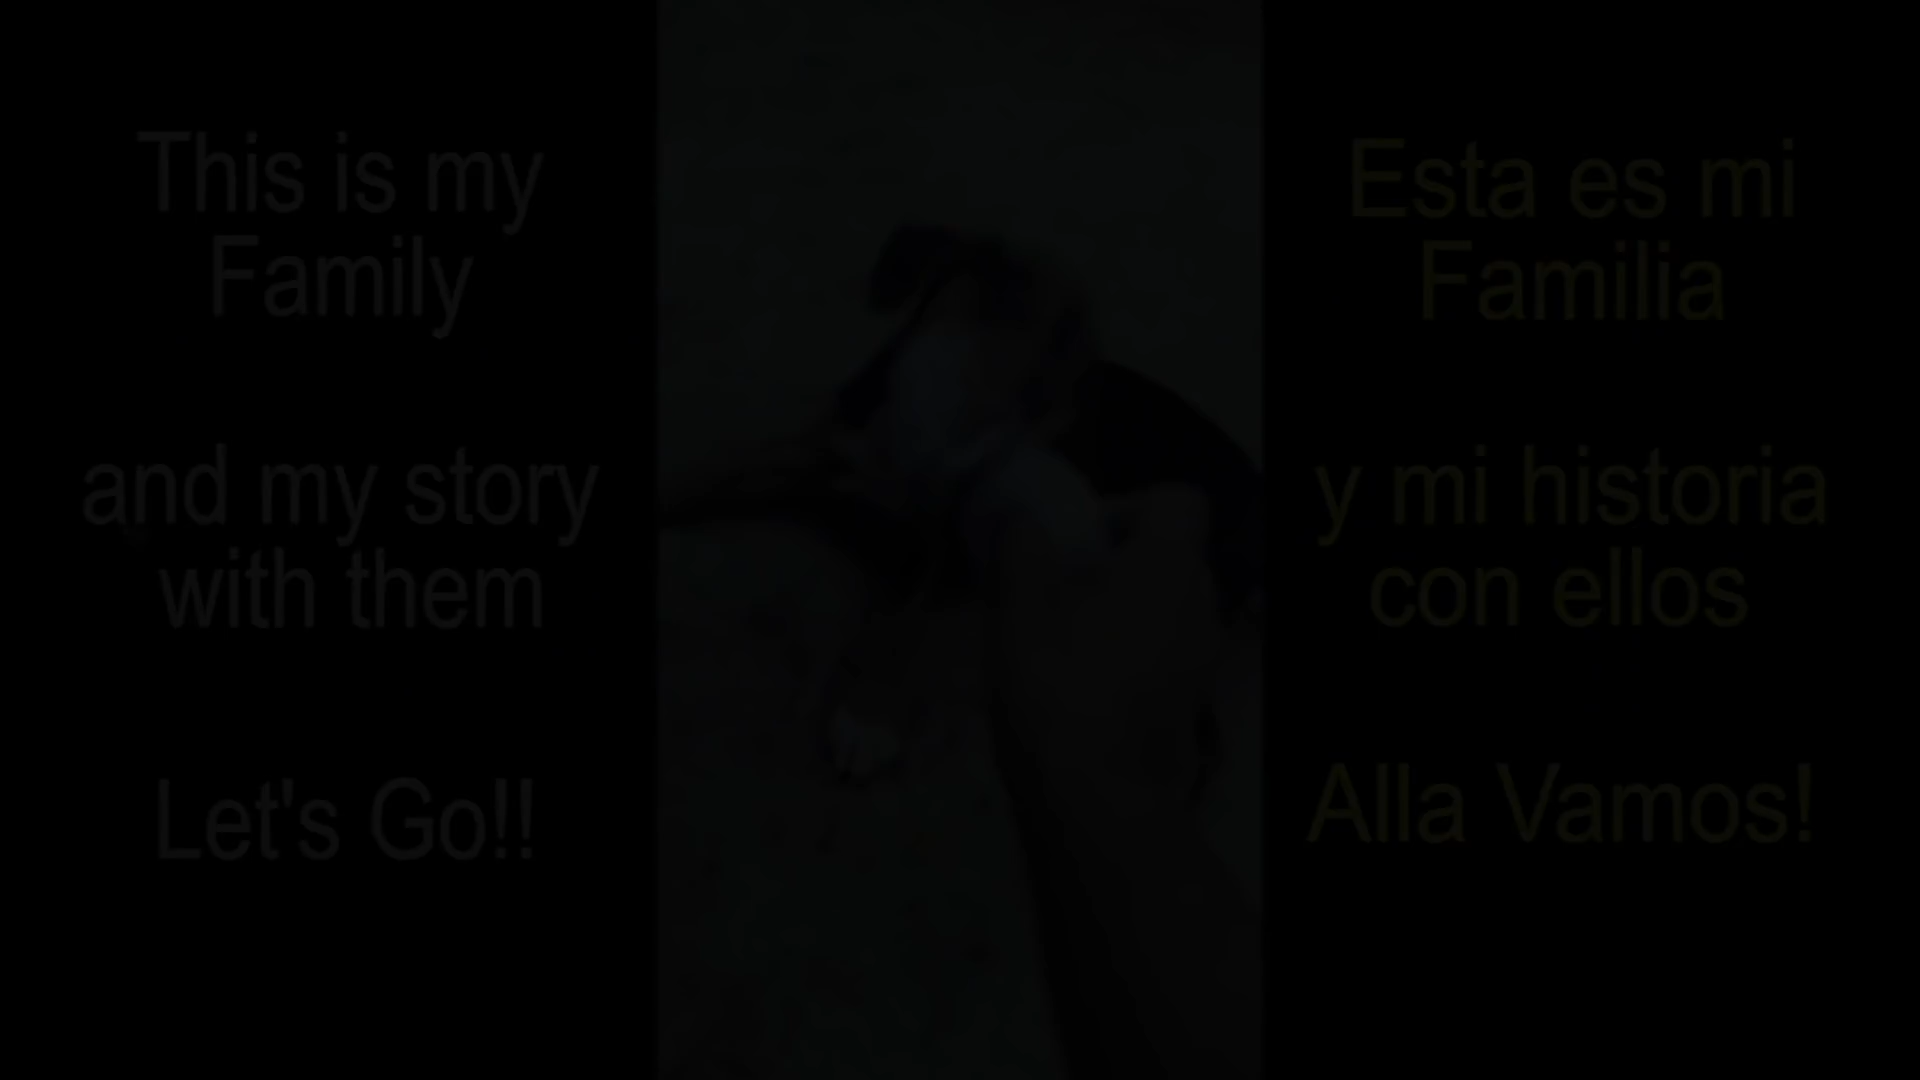 This is my
Family
and my story
with them
Let's Go!!
Esta es mi
Familia
y mi historia
con ellos
Alla Vamos!